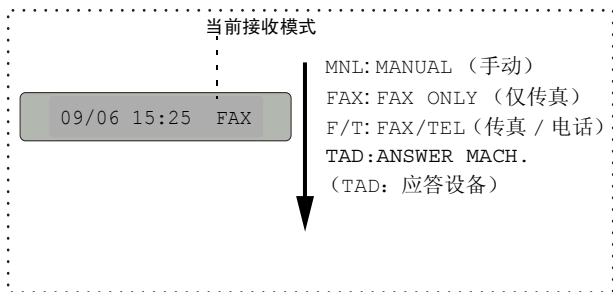 当前接收模式
09/06 15:25 FAX
MNL: MANUAL （手动）
FAX: FAX ONLY （仅传真）
F/T: FAX/TEL（传真 / 电话）
TAD:ANSWER MACH.
（TAD: 应答设备）